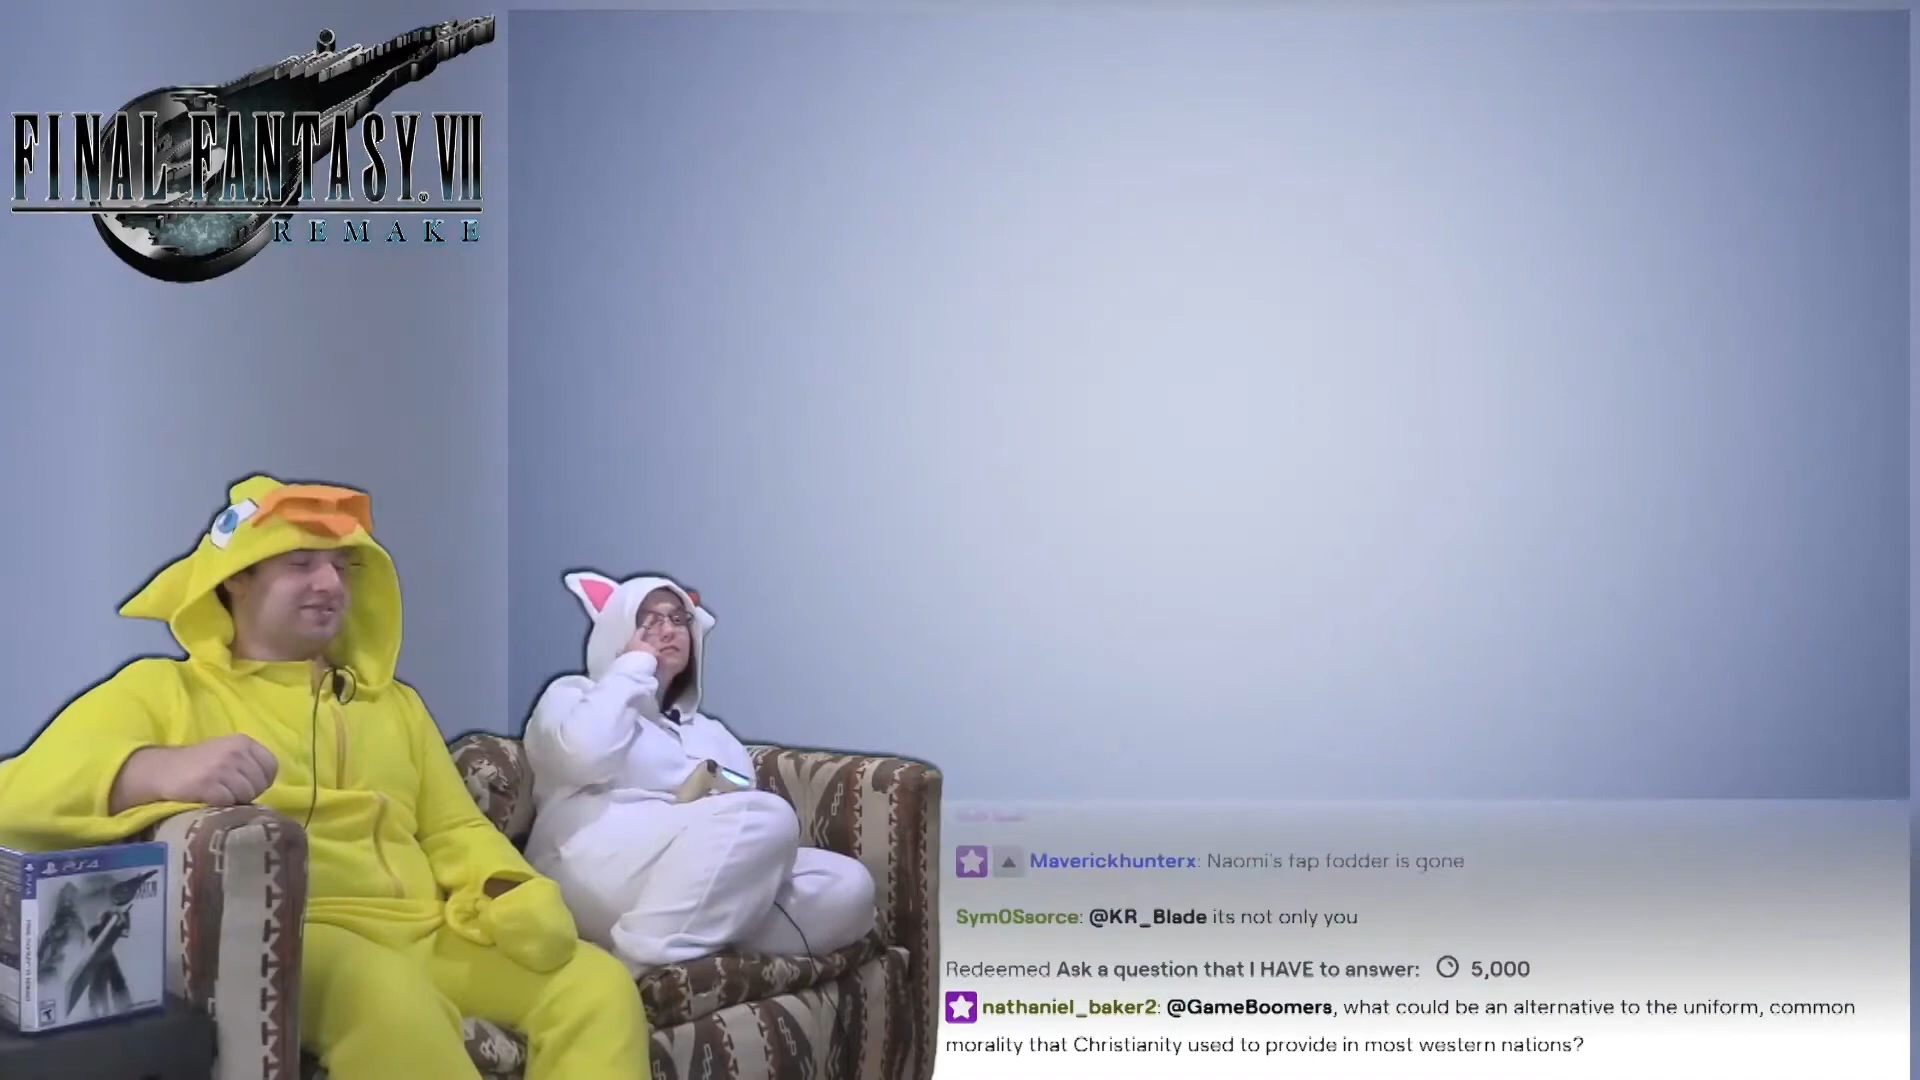 FINAL FANTASY VII
REMAKE
PS4
Maverickhunterx: Naomi's fap fodder is gone
SymOSsorce: @KR_Blade its not only you
Redeemed Ask a question that I HAVE to answer: 5,000
nathaniel_baker2: @GameBoomers, what could be an alternative to the uniform, common
morality that Christianity used to provide in most western nations?